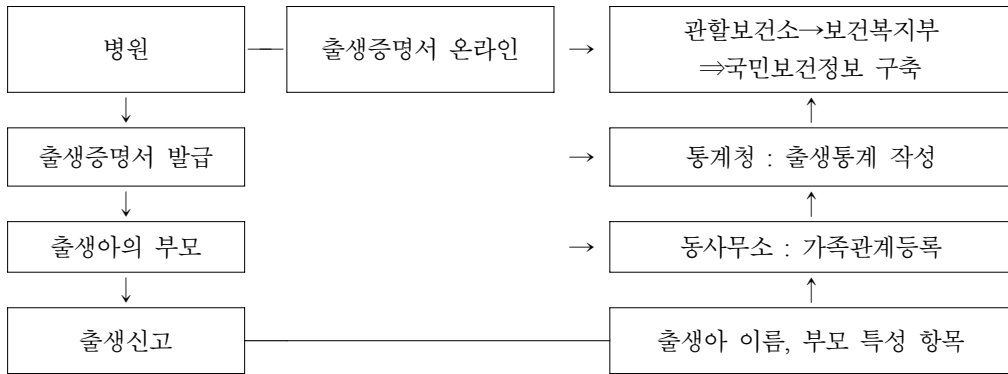 병원
출생증명서 온라인
→
관할보건소→보건복지부
⇒국민보건정보 구축
↓
↑
출생증명서 발급
→
통계청 : 출생통계 작성
↓
↑
출생아의 부모
→
동사무소 : 가족관계등록
↓
↑
출생신고
출생아 이름, 부모 특성 항목